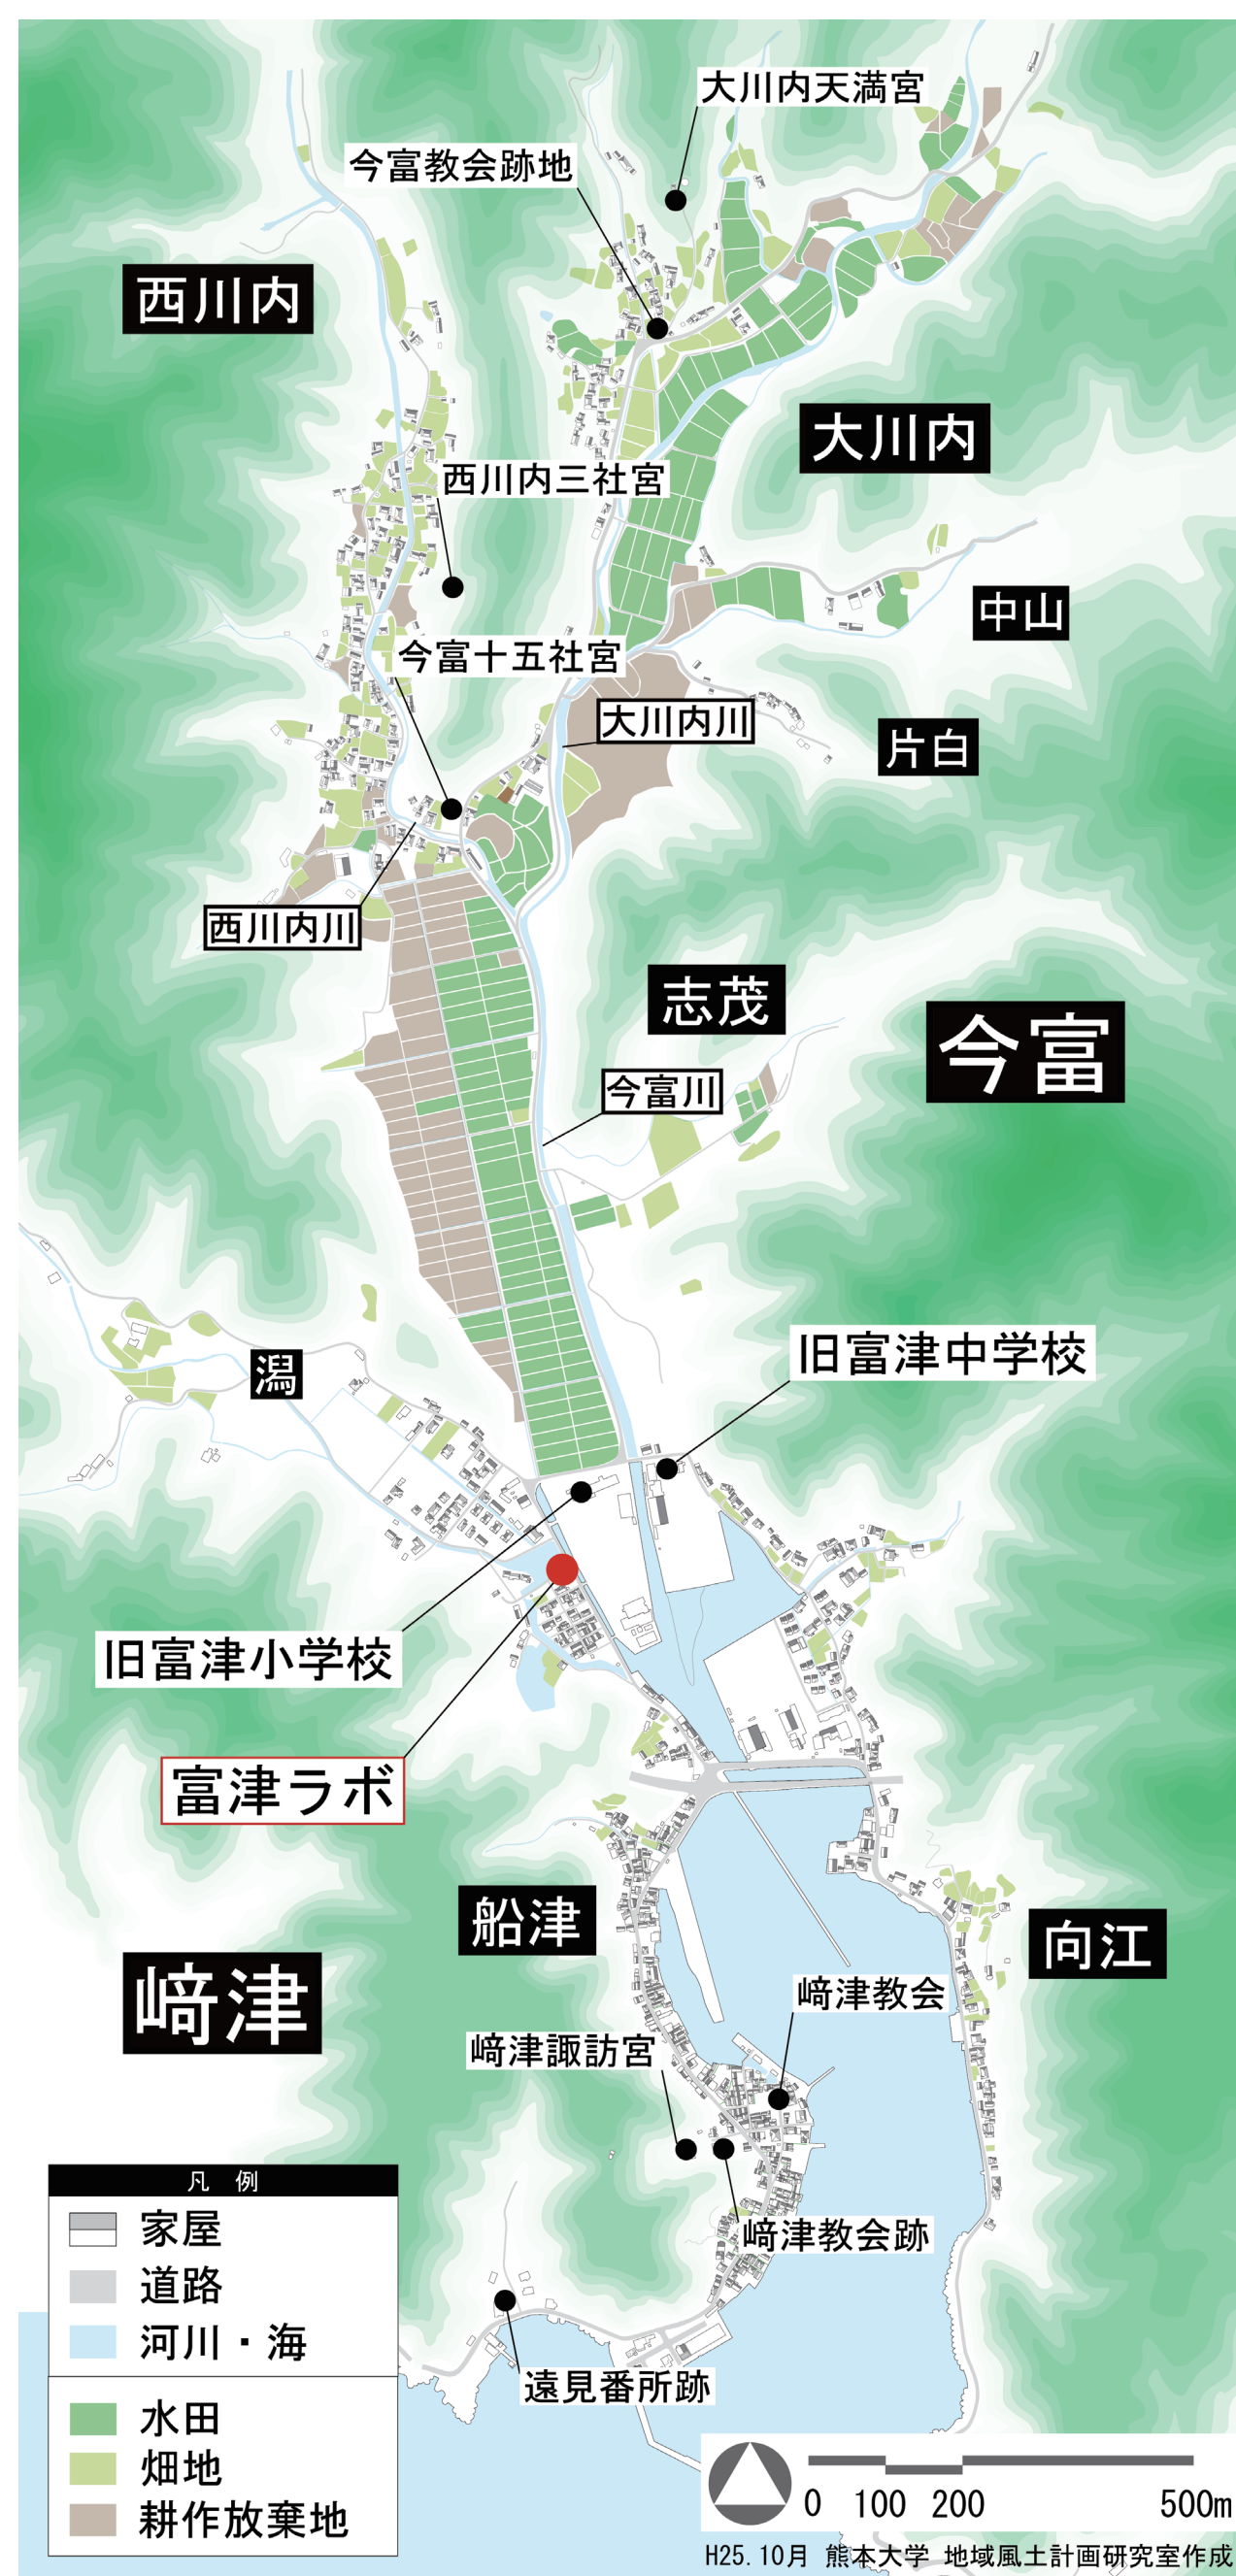 大川内天満宮
今富教会跡地
西川内
大川内
西川内三社宮
中山
今富十五社宮
大川内川
片白
西川内川
志茂
今富
今富川
旧富津中学校
潟
旧富津小学校
富津ラボ
船津
向江
﨑津
﨑津教会
﨑津諏訪宮
﨑津教会跡
遠見番所跡
凡 例
家屋
道路
河川・海
水田
畑地
耕作放棄地
0 100 200 500m
H25.10月 熊本大学 地域風土計画研究室作成